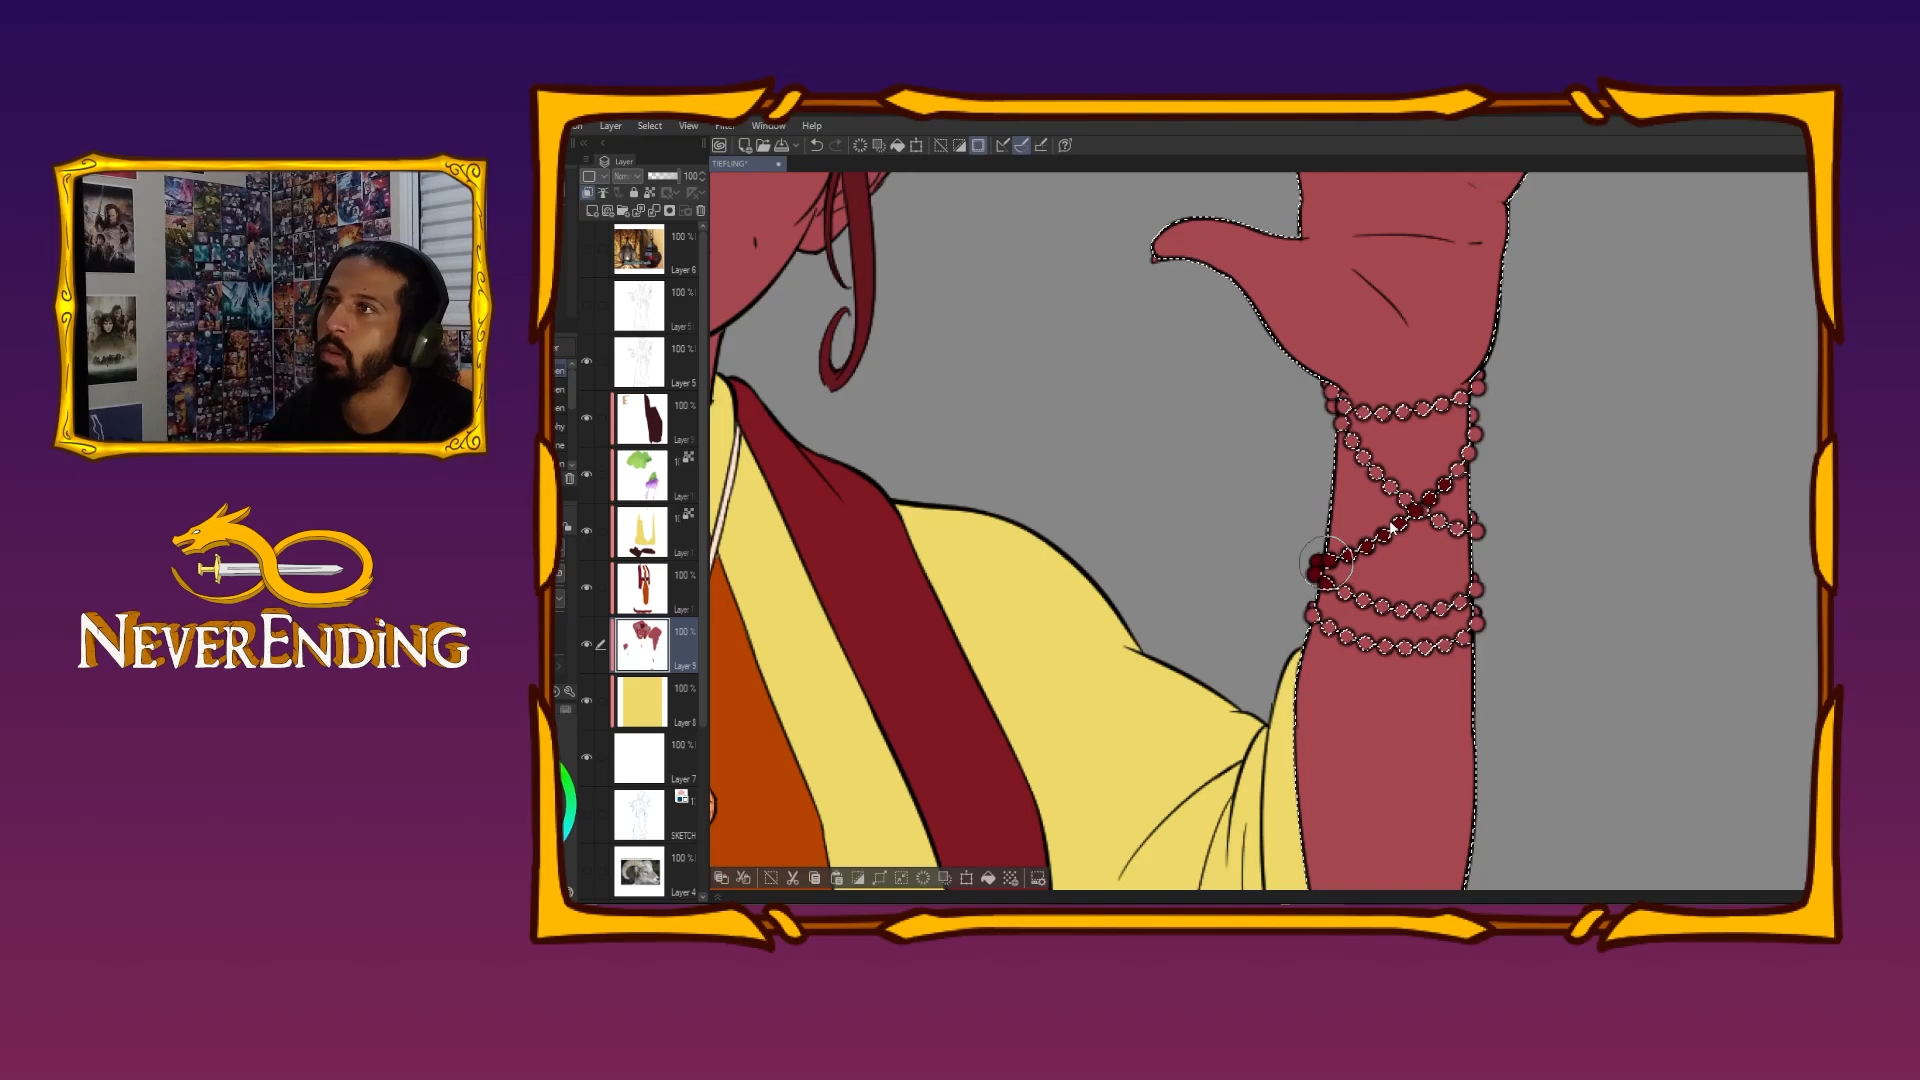 Layer Select View Filter Window Help
Layer
TIEFLING*
100
100 %
Layer 6
100 %
Layer 5
100 %
Layer 5
100 %
100 %
100 %
Layer 9
100 %
Layer 8
100 %
Layer 7
SKETCH
100 %
Layer 4
NEVERENDING